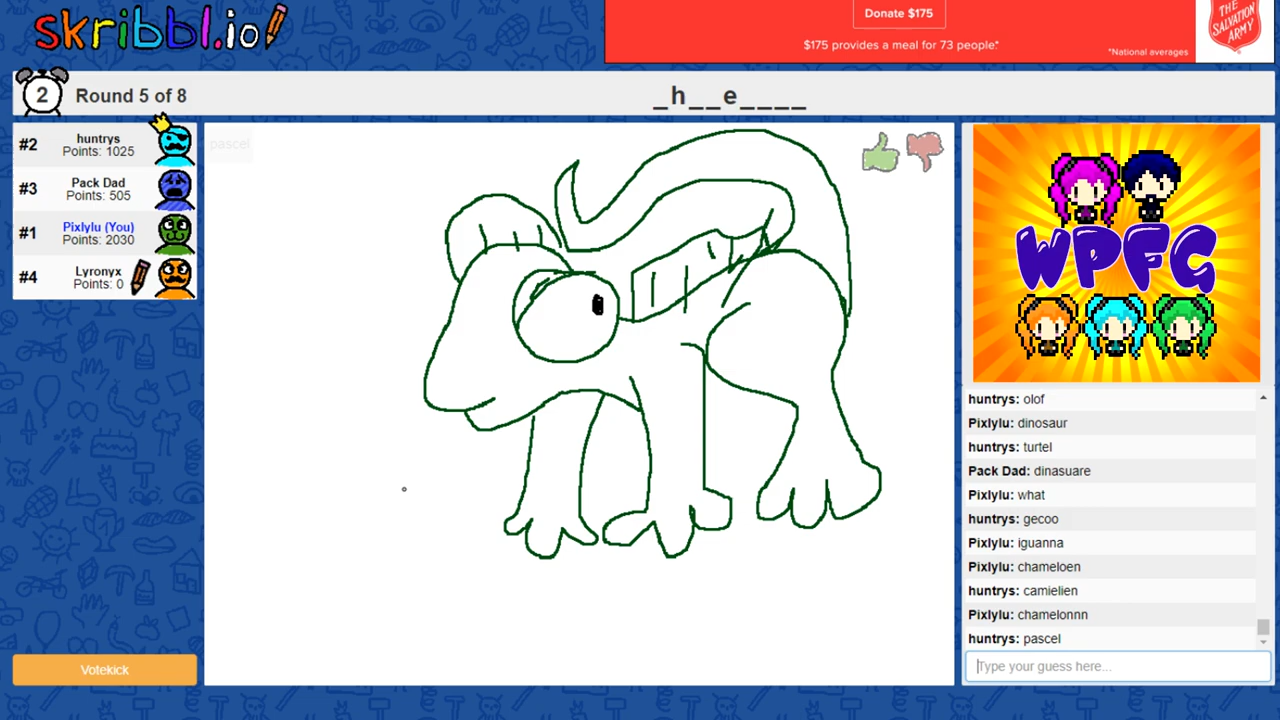 skribbl.io
Donate $175
$175 provides a meal for 73 people.*
*National averages
THE SALVATION ARMY
2
Round 5 of 8
_h__e____
#2
huntrys
Points: 1025
#3
Pack Dad
Points: 505
#1
Pixlylu (You)
Points: 2030
#4
Lyronyx
Points: 0
pascel
WPFG
huntrys: olof
Pixlylu: dinosaur
huntrys: turtel
Pack Dad: dinasuare
Pixlylu: what
huntrys: gecoo
Pixlylu: iguanna
Pixlylu: chameloen
huntrys: camielien
Pixlylu: chamelonnn
huntrys: pascel
Votekick
Type your guess here...